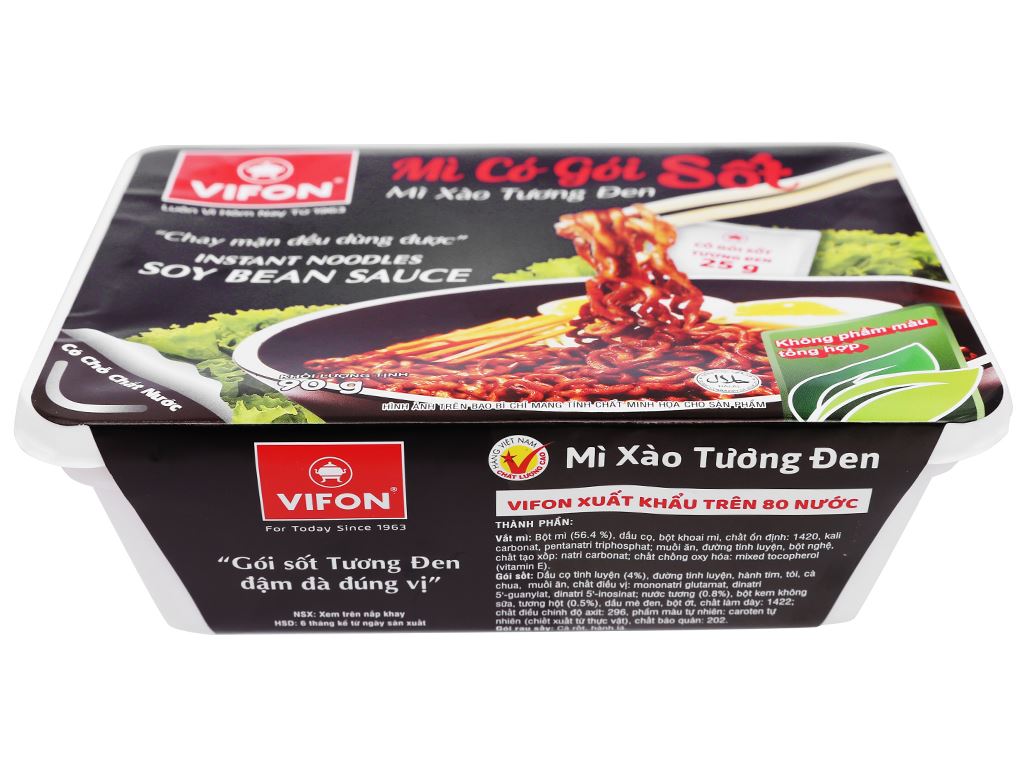 VIFON®
Luôn Vì Hôm Nay Từ 1963
Mì Có Gói Sốt
Mì Xào Tương Đen
"Chay mặn đều dùng được"
INSTANT NOODLES
SOY BEAN SAUCE
CÓ GÓI SỐT
TƯƠNG ĐEN
25 g
Không phẩm màu
tổng hợp
Có Chỗ Chắt Nước
KHỐI LƯỢNG TỊNH
90 g
HALAL
HÌNH ẢNH TRÊN BAO BÌ CHỈ MANG TÍNH CHẤT MINH HỌA CHO SẢN PHẨM
VIFON®
For Today Since 1963
"Gói sốt Tương Đen
đậm đà đúng vị"
NSX: Xem trên nắp khay
HSD: 6 tháng kể từ ngày sản xuất
HÀNG VIỆT NAM
CHẤT LƯỢNG CAO
Mì Xào Tương Đen
VIFON XUẤT KHẨU TRÊN 80 NƯỚC
THÀNH PHẦN:
Vắt mì: Bột mì (56.4 %), dầu cọ, bột khoai mì, chất ổn định: 1420, kali
carbonat, pentanatri triphosphat; muối ăn, đường tinh luyện, bột nghệ,
chất tạo xốp: natri carbonat; chất chống oxy hóa: mixed tocopherol
(vitamin E).
Gói sốt: Dầu cọ tinh luyện (4%), đường tinh luyện, hành tím, tỏi, cà
chua, muối ăn, chất điều vị: mononatri glutamat, dinatri
5'-guanylat, dinatri 5'-inosinat; nước tương (0.8%), bột kem không
sữa, tương hột (0.5%), dầu mè đen, bột ớt, chất làm dày: 1422;
chất điều chỉnh độ axit: 296, phẩm màu tự nhiên: caroten tự
nhiên (chiết xuất từ thực vật), chất bảo quản: 202.
Gói rau sấy: Cà rốt, hành lá.